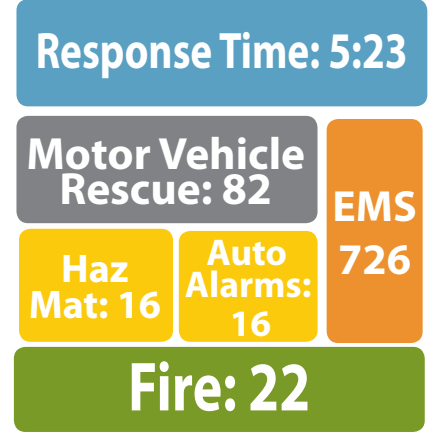 Response Time: 5:23
Motor Vehicle
Rescue: 82
EMS
726
Haz
Mat: 16
Auto
Alarms:
16
Fire: 22